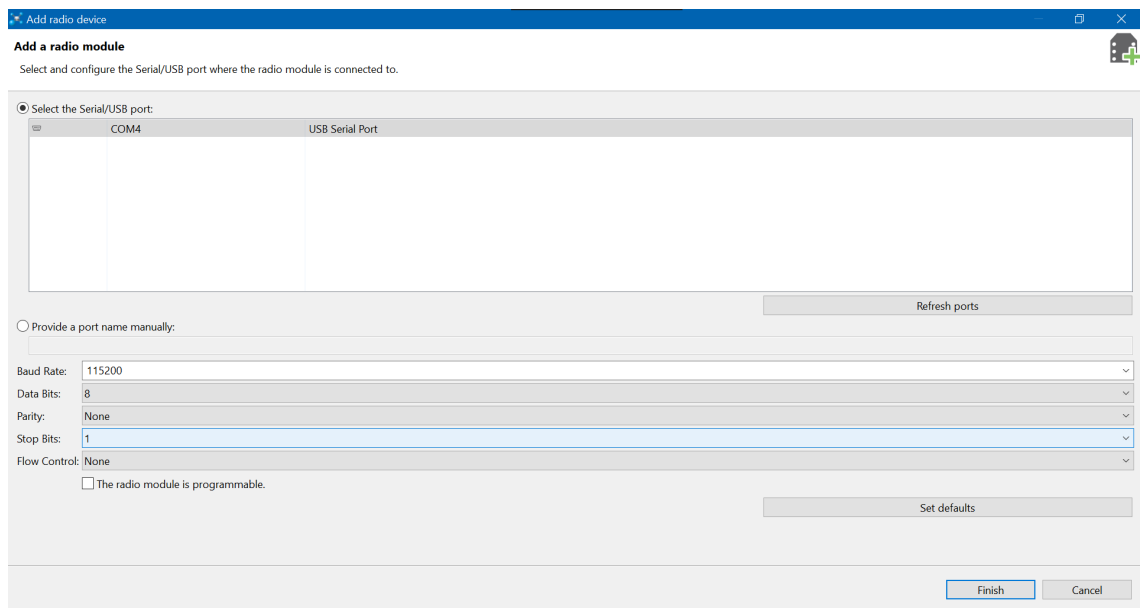 Add radio device
Add a radio module
Select and configure the Serial/USB port where the radio module is connected to.
Select the Serial/USB port:
COM4 USB Serial Port
Refresh ports
Provide a port name manually:
Baud Rate: 115200
Data Bits: 8
Parity: None
Stop Bits: 1
Flow Control: None
The radio module is programmable.
Set defaults
Finish Cancel